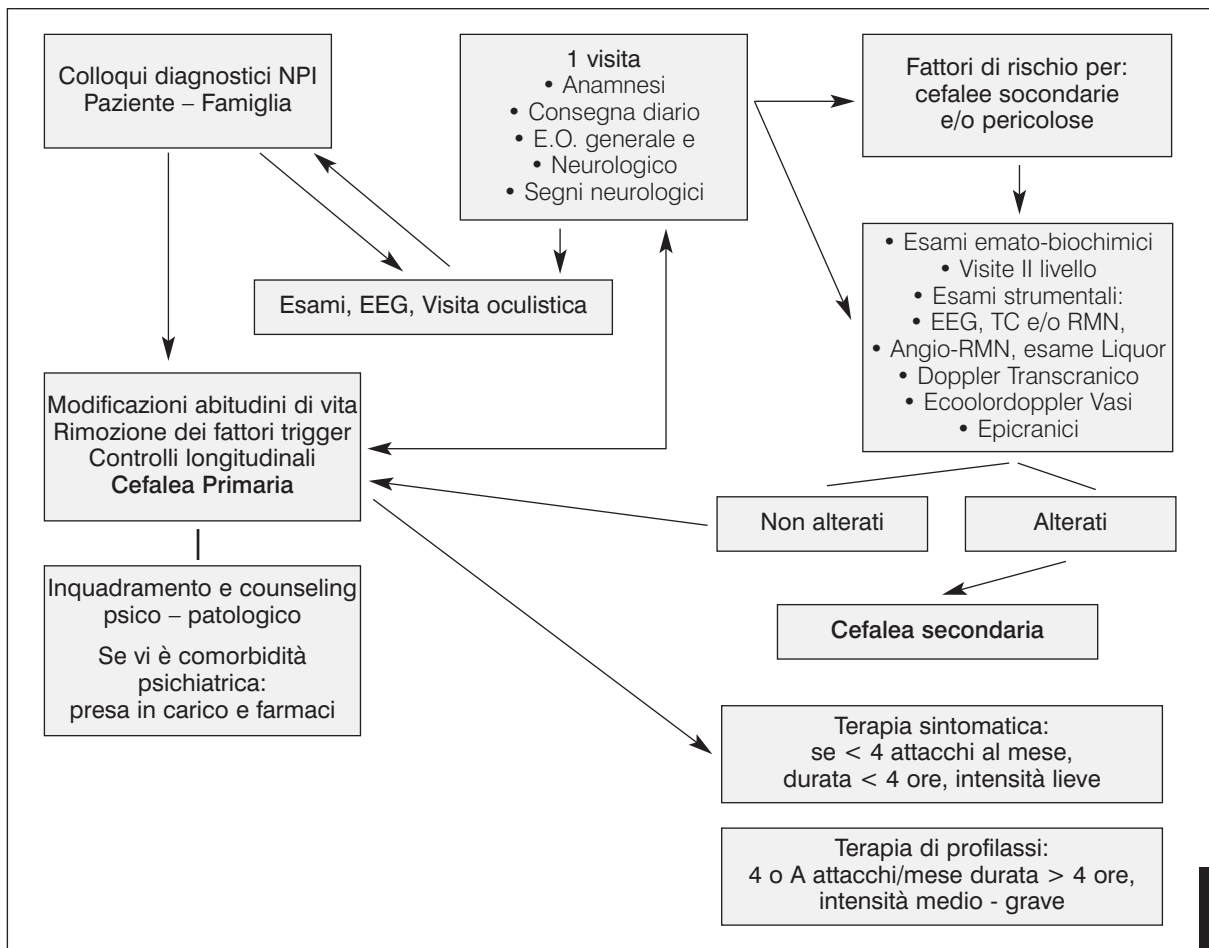 Colloqui diagnostici NPI
Paziente – Famiglia
1 visita
• Anamnesi
• Consegna diario
• E.O. generale e
• Neurologico
• Segni neurologici
Fattori di rischio per:
cefalee socondarie
e/o pericolose
Esami, EEG, Visita oculistica
• Esami emato-biochimici
• Visite II livello
• Esami strumentali:
• EEG, TC e/o RMN,
• Angio-RMN, esame Liquor
• Doppler Transcranico
• Ecoolordoppler Vasi
• Epicranici
Modificazioni abitudini di vita
Rimozione dei fattori trigger
Controlli longitudinali
Cefalea Primaria
Non alterati
Alterati
Inquadramento e counseling
psico – patologico
Se vi è comorbidità
psichiatrica:
presa in carico e farmaci
Cefalea secondaria
Terapia sintomatica:
se < 4 attacchi al mese,
durata < 4 ore, intensità lieve
Terapia di profilassi:
4 o A attacchi/mese durata > 4 ore,
intensità medio - grave